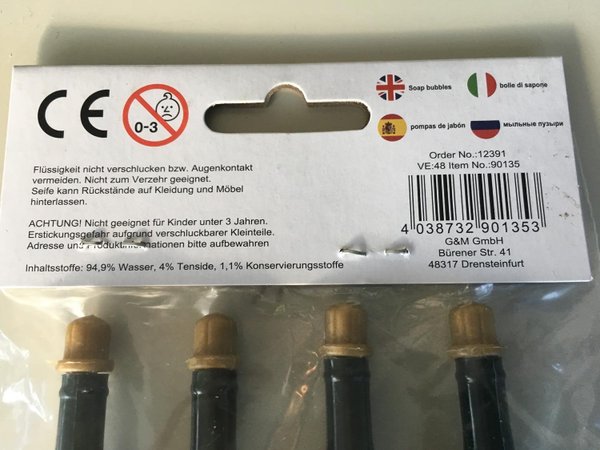 CE
0-3
Soap bubbles
bolle di sapone
pompas de jabón
мыльные пузыри
Flüssigkeit nicht verschlucken bzw. Augenkontakt
vermeiden. Nicht zum Verzehr geeignet.
Seife kann Rückstände auf Kleidung und Möbel
hinterlassen.
ACHTUNG! Nicht geeignet für Kinder unter 3 Jahren.
Erstickungsgefahr aufgrund verschluckbarer Kleinteile.
Adresse und Produktinformationen bitte aufbewahren
Inhaltsstoffe: 94,9% Wasser, 4% Tenside, 1,1% Konservierungsstoffe
Order No.:12391
VE:48 Item No.:90135
4 038732 901353
G&M GmbH
Bürener Str. 41
48317 Drensteinfurt